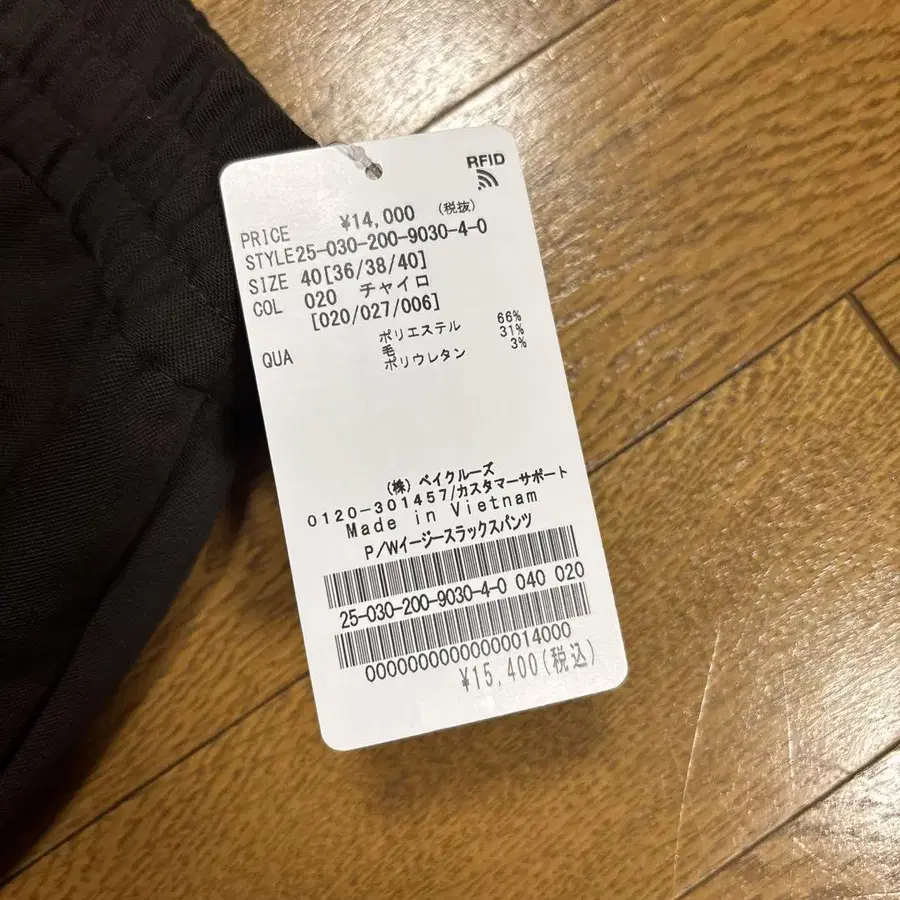 RFID
PRICE ¥14,000 (税抜)
STYLE 25-030-200-9030-4-0
SIZE 40[36/38/40]
COL 020 チャイロ
[020/027/006]
QUA ポリエステル 66%
毛 31%
ポリウレタン 3%
(株) ベイクルーズ
0120-301457/カスタマーサポート
Made in Vietnam
P/Wイージースラックスパンツ
25-030-200-9030-4-0 040 020
00000000000000014000
¥15,400(税込)